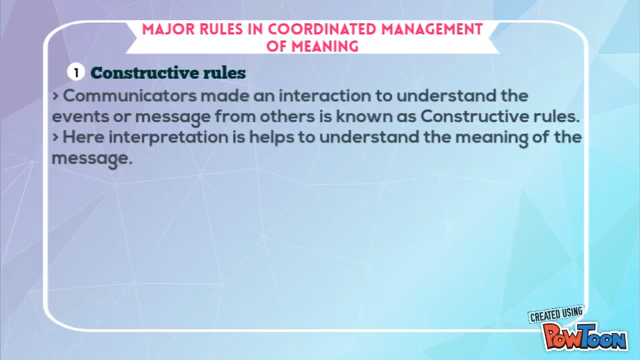 MAJOR RULES IN COORDINATED MANAGEMENT
OF MEANING
1 Constructive rules
> Communicators made an interaction to understand the
events or message from others is known as Constructive rules.
> Here interpretation is helps to understand the meaning of the
message.
CREATED USING
POWTOON